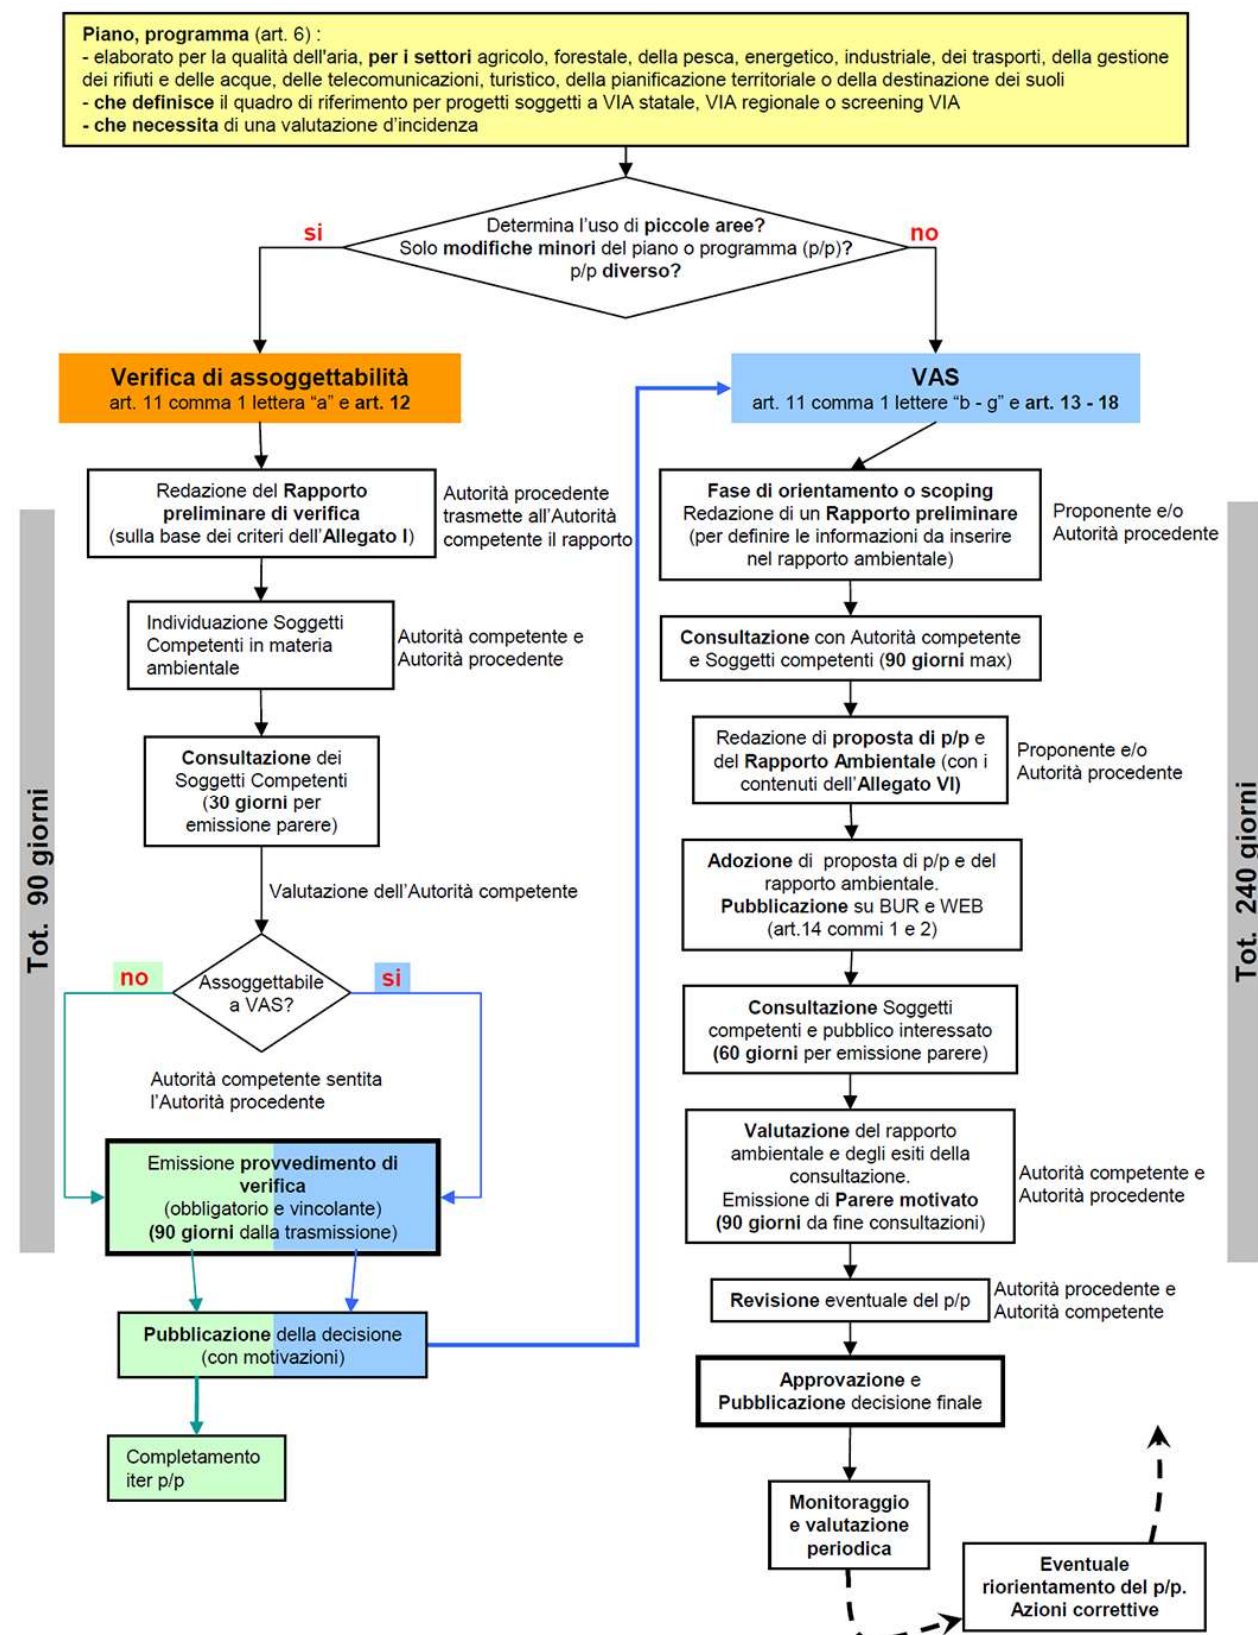 Piano, programma (art. 6) :
- elaborato per la qualità dell'aria, per i settori agricolo, forestale, della pesca, energetico, industriale, dei trasporti, della gestione
dei rifiuti e delle acque, delle telecomunicazioni, turistico, della pianificazione territoriale o della destinazione dei suoli
- che definisce il quadro di riferimento per progetti soggetti a VIA statale, VIA regionale o screening VIA
- che necessita di una valutazione d’incidenza
Determina l’uso di piccole aree?
Solo modifiche minori del piano o programma (p/p)?
p/p diverso?
si
no
Verifica di assoggettabilità
art. 11 comma 1 lettera “a” e art. 12
Redazione del Rapporto
preliminare di verifica
(sulla base dei criteri dell’Allegato I)
Autorità procedente
trasmette all’Autorità
competente il rapporto
Individuazione Soggetti
Competenti in materia
ambientale
Autorità competente e
Autorità procedente
Consultazione dei
Soggetti Competenti
(30 giorni per
emissione parere)
Valutazione dell’Autorità competente
Tot. 90 giorni
no
Assoggettabile
a VAS?
si
Autorità competente sentita
l’Autorità procedente
Emissione provvedimento di
verifica
(obbligatorio e vincolante)
(90 giorni dalla trasmissione)
Pubblicazione della decisione
(con motivazioni)
Completamento
iter p/p
VAS
art. 11 comma 1 lettere “b - g” e art. 13 - 18
Fase di orientamento o scoping
Redazione di un Rapporto preliminare
(per definire le informazioni da inserire
nel rapporto ambientale)
Proponente e/o
Autorità procedente
Consultazione con Autorità competente
e Soggetti competenti (90 giorni max)
Redazione di proposta di p/p e
del Rapporto Ambientale (con i
contenuti dell’Allegato VI)
Proponente e/o
Autorità procedente
Adozione di proposta di p/p e del
rapporto ambientale.
Pubblicazione su BUR e WEB
(art.14 commi 1 e 2)
Tot. 240 giorni
Consultazione Soggetti
competenti e pubblico interessato
(60 giorni per emissione parere)
Valutazione del rapporto
ambientale e degli esiti della
consultazione.
Emissione di Parere motivato
(90 giorni da fine consultazioni)
Autorità competente e
Autorità procedente
Revisione eventuale del p/p
Autorità procedente e
Autorità competente
Approvazione e
Pubblicazione decisione finale
Monitoraggio
e valutazione
periodica
Eventuale
riorientamento del p/p.
Azioni correttive